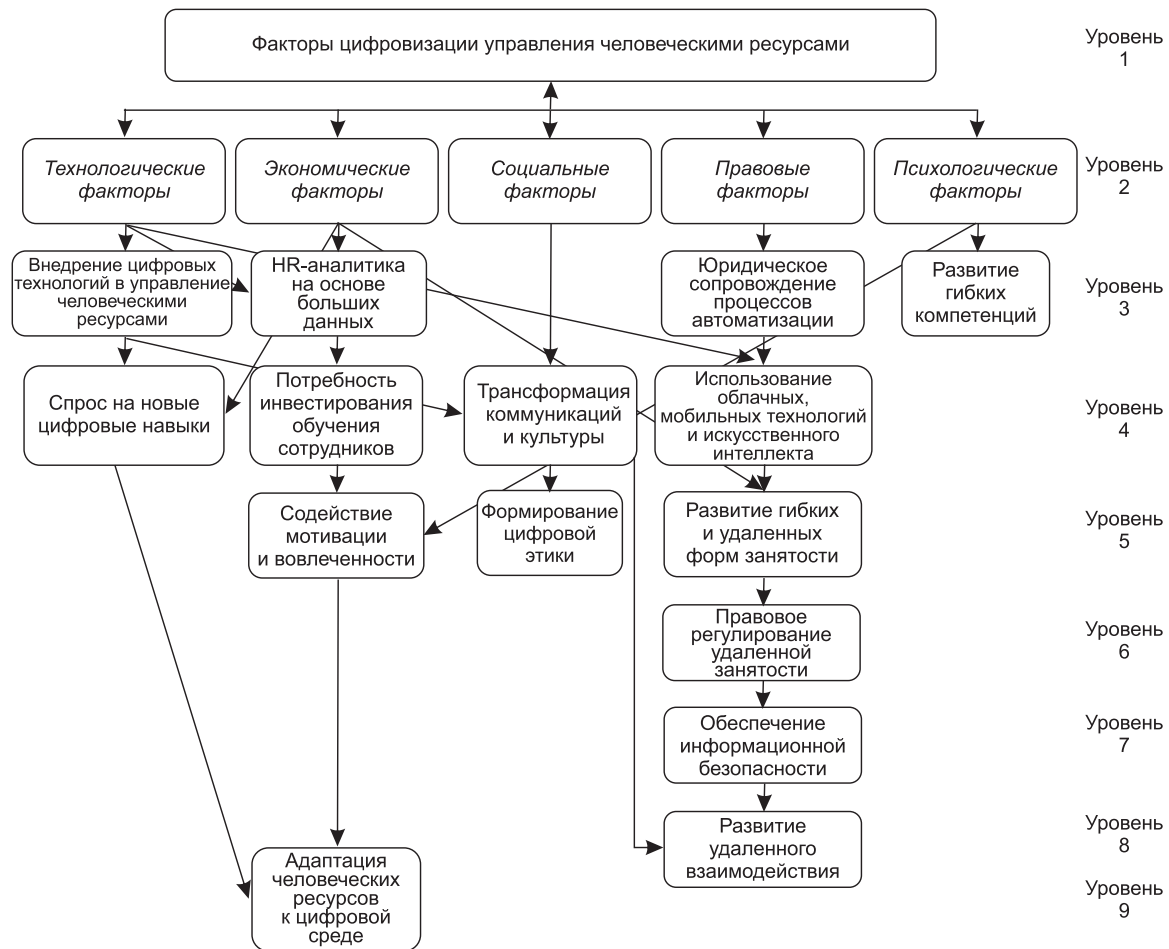 Факторы цифровизации управления человеческими ресурсами
Уровень
1
Технологические
факторы
Экономические
факторы
Социальные
факторы
Правовые
факторы
Психологические
факторы
Уровень
2
Внедрение цифровых
технологий в управление
человеческими
ресурсами
HR-аналитика
на основе
больших
данных
Юридическое
сопровождение
процессов
автоматизации
Развитие
гибких
компетенций
Уровень
3
Спрос на новые
цифровые навыки
Потребность
инвестирования
обучения
сотрудников
Трансформация
коммуникаций
и культуры
Использование
облачных,
мобильных технологий
и искусственного
интеллекта
Уровень
4
Содействие
мотивации
и вовлеченности
Формирование
цифровой
этики
Развитие гибких
и удаленных
форм занятости
Уровень
5
Правовое
регулирование
удаленной
занятости
Уровень
6
Обеспечение
информационной
безопасности
Уровень
7
Развитие
удаленного
взаимодействия
Уровень
8
Адаптация
человеческих
ресурсов
к цифровой
среде
Уровень
9